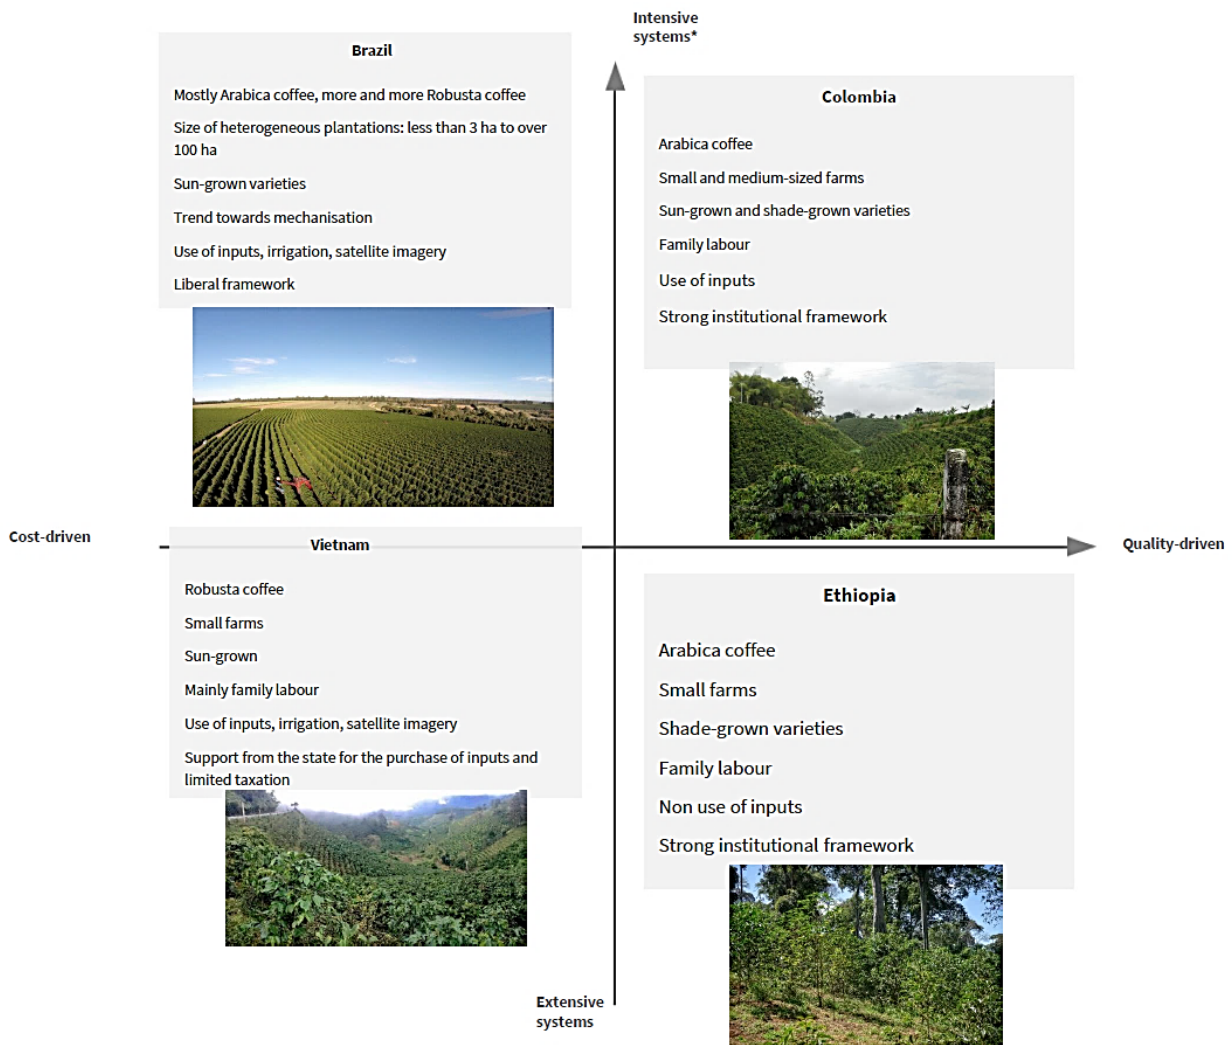 Intensive
systems*
Brazil
Mostly Arabica coffee, more and more Robusta coffee
Size of heterogeneous plantations: less than 3 ha to over
100 ha
Sun-grown varieties
Trend towards mechanisation
Use of inputs, irrigation, satellite imagery
Liberal framework
Colombia
Arabica coffee
Small and medium-sized farms
Sun-grown and shade-grown varieties
Family labour
Use of inputs
Strong institutional framework
Cost-driven
Quality-driven
Vietnam
Robusta coffee
Small farms
Sun-grown
Mainly family labour
Use of inputs, irrigation, satellite imagery
Support from the state for the purchase of inputs and
limited taxation
Ethiopia
Arabica coffee
Small farms
Shade-grown varieties
Family labour
Non use of inputs
Strong institutional framework
Extensive
systems